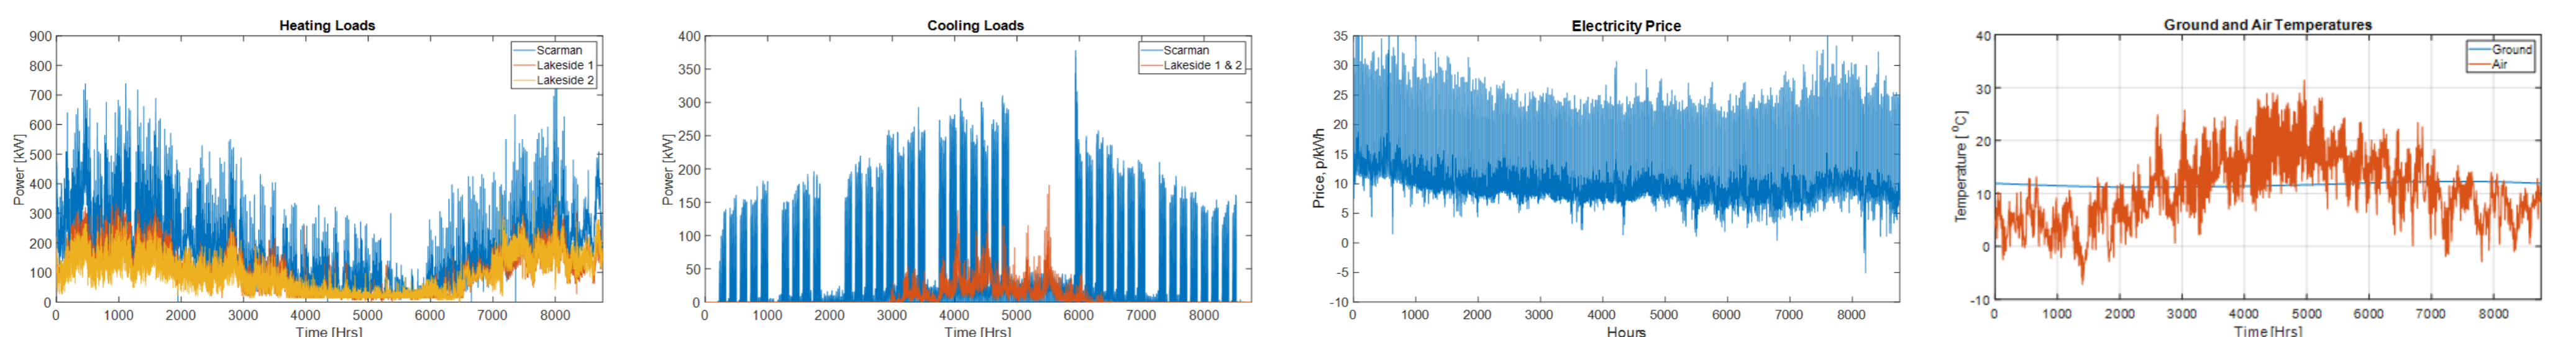 Heating Loads
900
800
700
600
500
400
300
200
100
0
Power [kW]
Scarman
Lakeside 1
Lakeside 2
0 1000 2000 3000 4000 5000 6000 7000 8000
Time [Hrs]
Cooling Loads
400
350
300
250
200
150
100
50
0
Power [kW]
Scarman
Lakeside 1 & 2
0 1000 2000 3000 4000 5000 6000 7000 8000
Time [Hrs]
Electricity Price
35
30
25
20
15
10
5
0
-5
-10
Price, p/kWh
0 1000 2000 3000 4000 5000 6000 7000 8000
Hours
Ground and Air Temperatures
40
30
20
10
0
-10
Temperature [ °C]
Ground
Air
0 1000 2000 3000 4000 5000 6000 7000 8000
Time [Hrs]